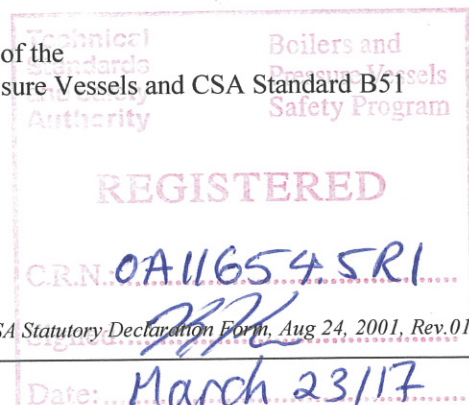 Technical Boilers and
of the
Standards Pressure Vessels
sure Vessels and CSA Standard B51
and Safety Safety Program
Authority
REGISTERED
C.R.N.: 0A11654.5R1
SA Statutory Declaration Form, Aug 24, 2001, Rev.01
Signed:
Date: March 23/17